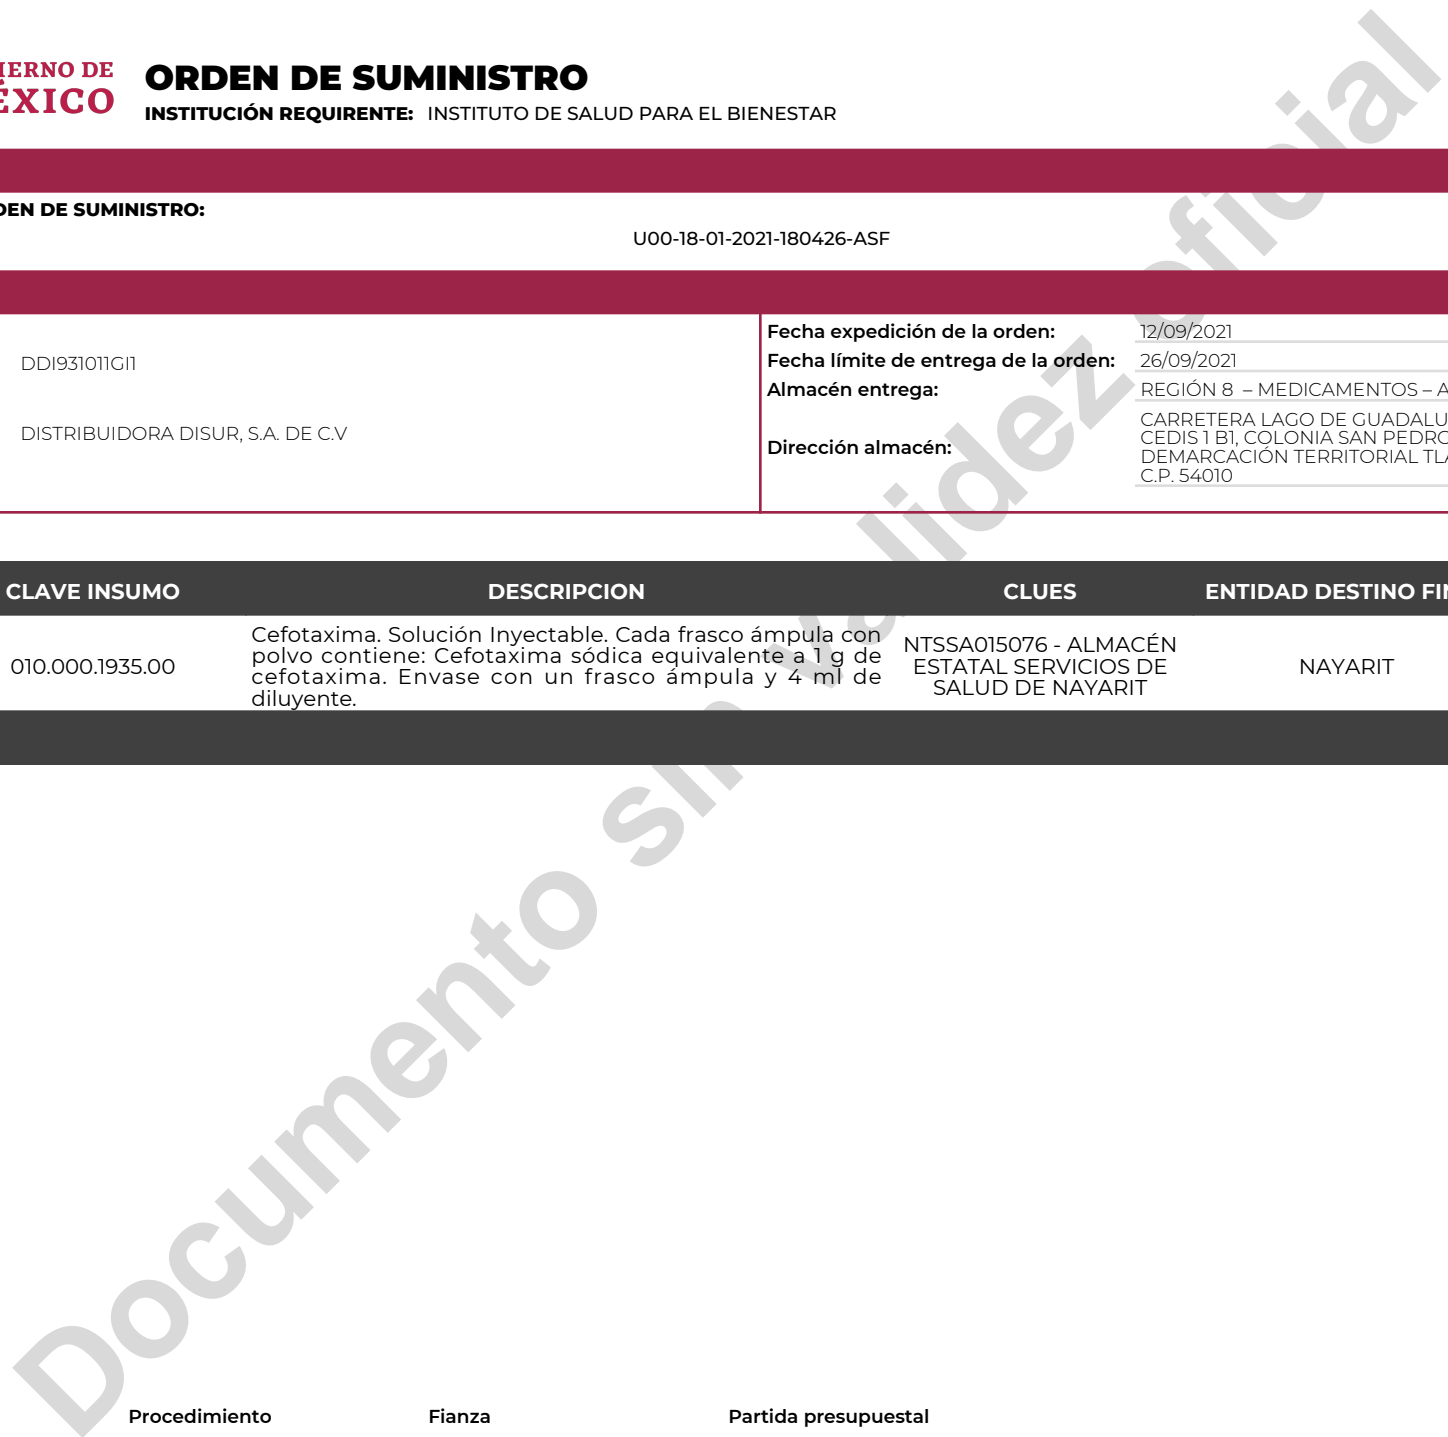 IERNO DE
ÉXICO
ORDEN DE SUMINISTRO
INSTITUCIÓN REQUIRENTE: INSTITUTO DE SALUD PARA EL BIENESTAR
DEN DE SUMINISTRO:
U00-18-01-2021-180426-ASF
DDI931011GI1
DISTRIBUIDORA DISUR, S.A. DE C.V
Fecha expedición de la orden: 12/09/2021
Fecha límite de entrega de la orden: 26/09/2021
Almacén entrega: REGIÓN 8 – MEDICAMENTOS – A
Dirección almacén:
CARRETERA LAGO DE GUADALU
CEDIS 1 B1, COLONIA SAN PEDRO
DEMARCACIÓN TERRITORIAL TLA
C.P. 54010
CLAVE INSUMO DESCRIPCION CLUES ENTIDAD DESTINO FIN
010.000.1935.00
Cefotaxima. Solución Inyectable. Cada frasco ámpula con
polvo contiene: Cefotaxima sódica equivalente a 1 g de
cefotaxima. Envase con un frasco ámpula y 4 ml de
diluyente.
NTSSA015076 - ALMACÉN
ESTATAL SERVICIOS DE
SALUD DE NAYARIT
NAYARIT
Documento sin validez oficial
Procedimiento Fianza Partida presupuestal